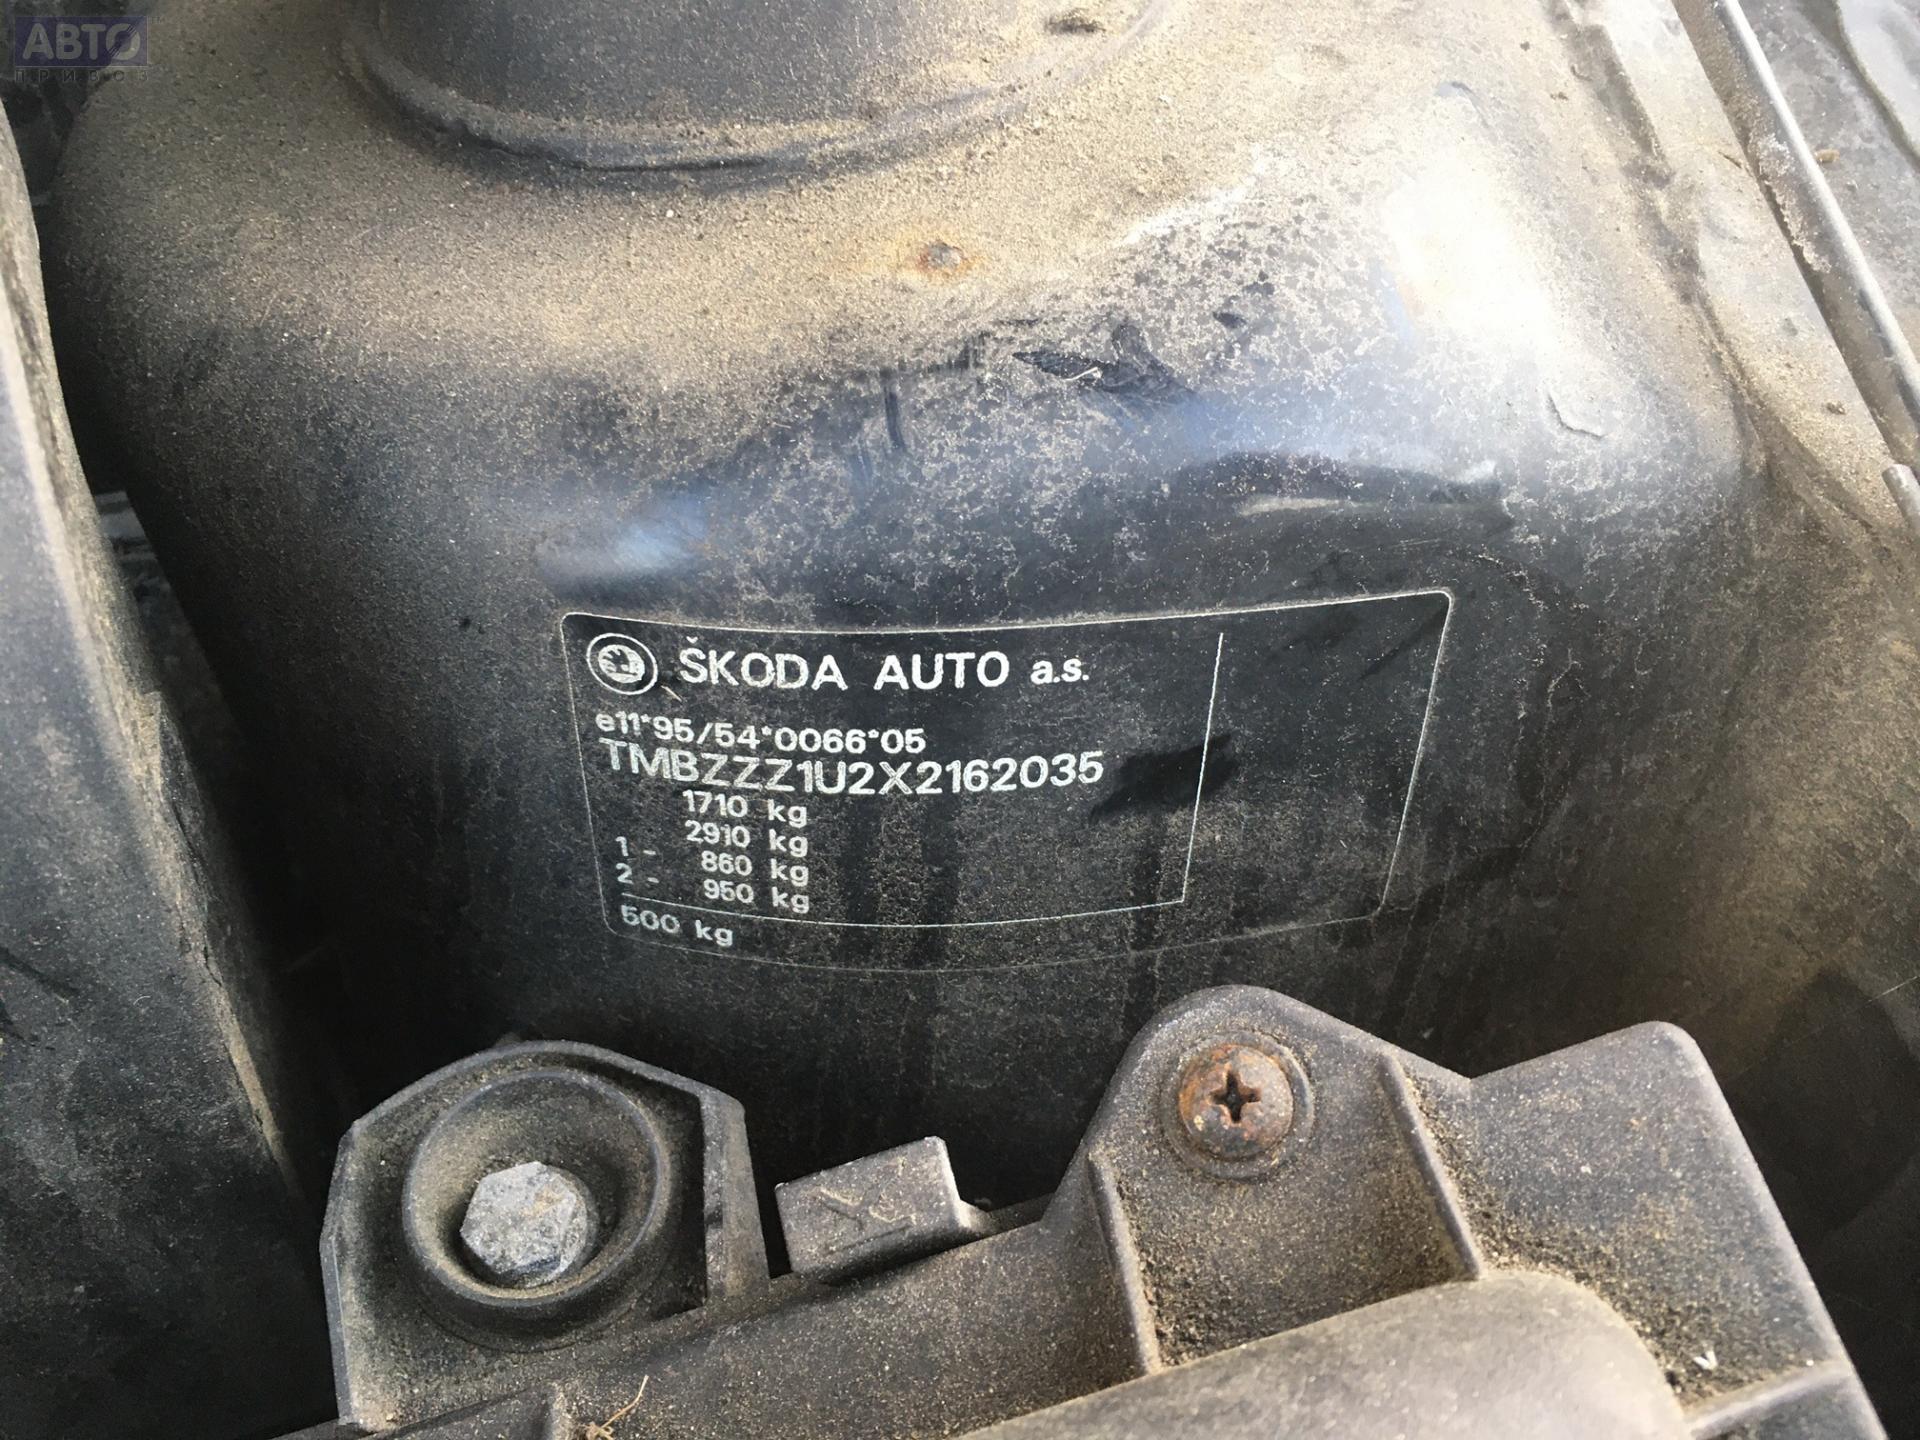 АВТО
ПРИВОЗ
ŠKODA AUTO a.s.
e11*95/54*0066*05
TMBZZZ1U2X2162035
1710 kg
2910 kg
1 - 860 kg
2 - 950 kg
500 kg